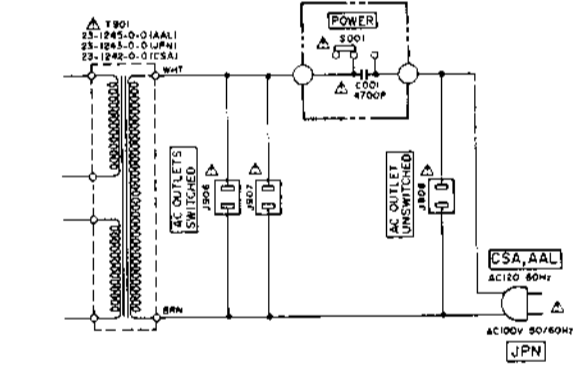 T901
23-1245-0-0(AAL)
23-1243-0-0(JPN)
23-1242-0-0(CSA)
WHT
POWER
S001
C001
4700P
AC OUTLETS
SWITCHED
J906
J907
AC OUTLET
UNSWITCHED
J908
CSA, AAL
AC120 60Hz
BRN
AC100V 50/60Hz
JPN